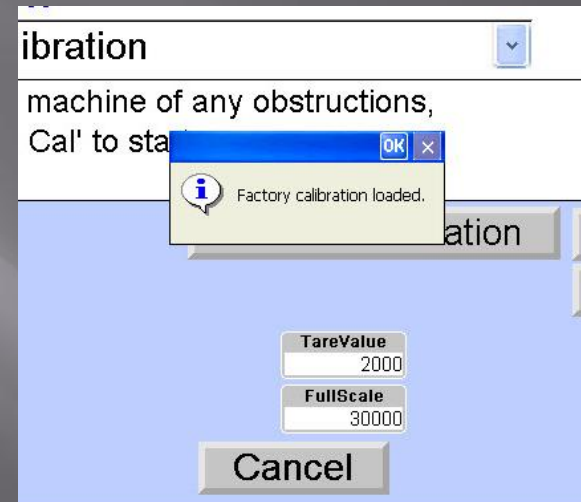 ibration
machine of any obstructions,
Cal' to sta
OK
Factory calibration loaded.
ation
TareValue
2000
FullScale
30000
Cancel